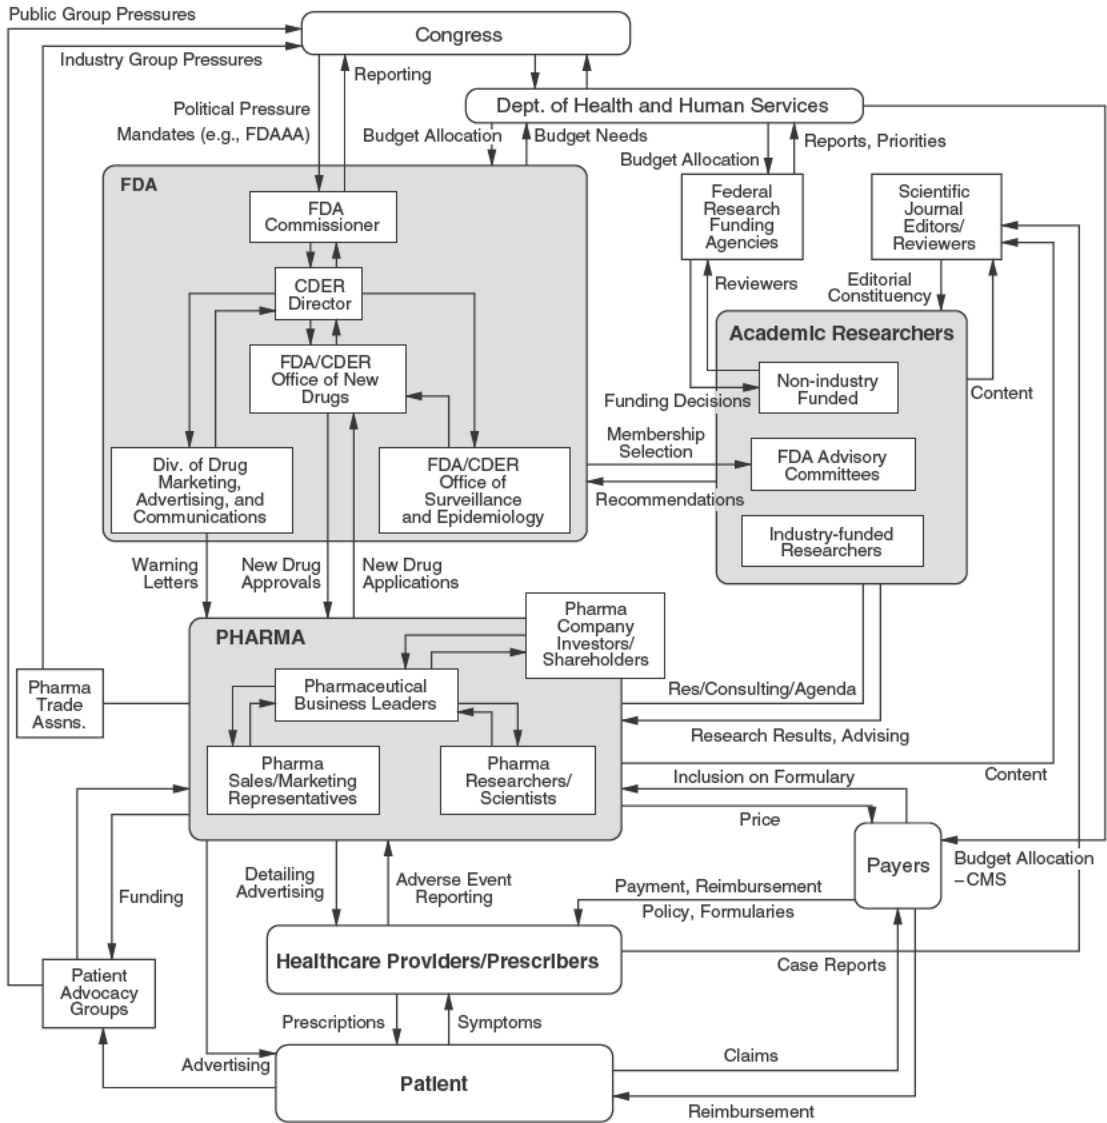 Public Group Pressures
Congress
Industry Group Pressures
Reporting
Political Pressure
Mandates (e.g., FDAAA)
Dept. of Health and Human Services
Budget Allocation
Budget Needs
Budget Allocation
Reports, Priorities
FDA
FDA
Commissioner
Federal
Research
Funding
Agencies
Scientific
Journal
Editors/
Reviewers
CDER
Director
Reviewers
Editorial
Constituency
Academic Researchers
FDA/CDER
Office of New
Drugs
Non-industry
Funded
Funding Decisions
Content
Membership
Selection
FDA Advisory
Committees
Div. of Drug
Marketing,
Advertising, and
Communications
FDA/CDER
Office of
Surveillance
and Epidemiology
Recommendations
Industry-funded
Researchers
Warning
Letters
New Drug
Approvals
New Drug
Applications
PHARMA
Pharma
Company
Investors/
Shareholders
Pharma
Trade
Assns.
Pharmaceutical
Business Leaders
Res/Consulting/Agenda
Research Results, Advising
Pharma
Sales/Marketing
Representatives
Pharma
Researchers/
Scientists
Inclusion on Formulary
Content
Price
Payers
Budget Allocation
–CMS
Detailing
Advertising
Adverse Event
Reporting
Funding
Payment, Reimbursement
Policy, Formularies
Healthcare Providers/Prescribers
Case Reports
Patient
Advocacy
Groups
Prescriptions
Symptoms
Advertising
Claims
Patient
Reimbursement